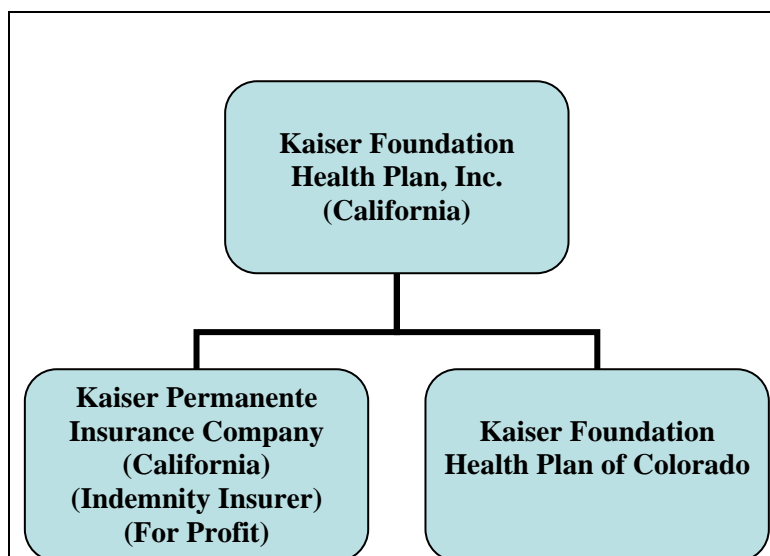 Kaiser Foundation
Health Plan, Inc.
(California)
Kaiser Permanente
Insurance Company
(California)
(Indemnity Insurer)
(For Profit)
Kaiser Foundation
Health Plan of Colorado